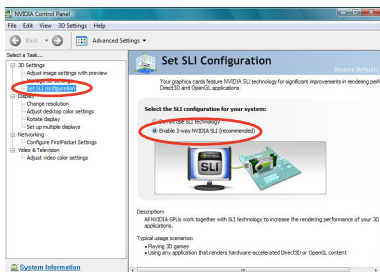 NVIDIA Control Panel
File Edit View 3D Settings Help
Back
Advanced Settings
Select a Task...
3D Settings
Adjust image settings with preview
Manage 3D settings
Set SLI configuration
Display
Change resolution
Adjust desktop color settings
Rotate display
Set up multiple displays
Networking
Configure FirstPacket Settings
Video & Television
Adjust video color settings
System Information
Set SLI Configuration
Restore Defaults
Your graphics cards feature NVIDIA SLI technology for significant improvements in rendering perf
Direct3D and OpenGL applications.
Select the SLI configuration for your system:
Do not use SLI technology
Enable 3-way NVIDIA SLI (recommended)
SLI
Description:
All NVIDIA GPUs work together with SLI technology to increase the rendering performance of your 3D
applications.
Typical usage scenarios:
• Playing 3D games
• Using any application that renders hardware-accelerated Direct3D or OpenGL content